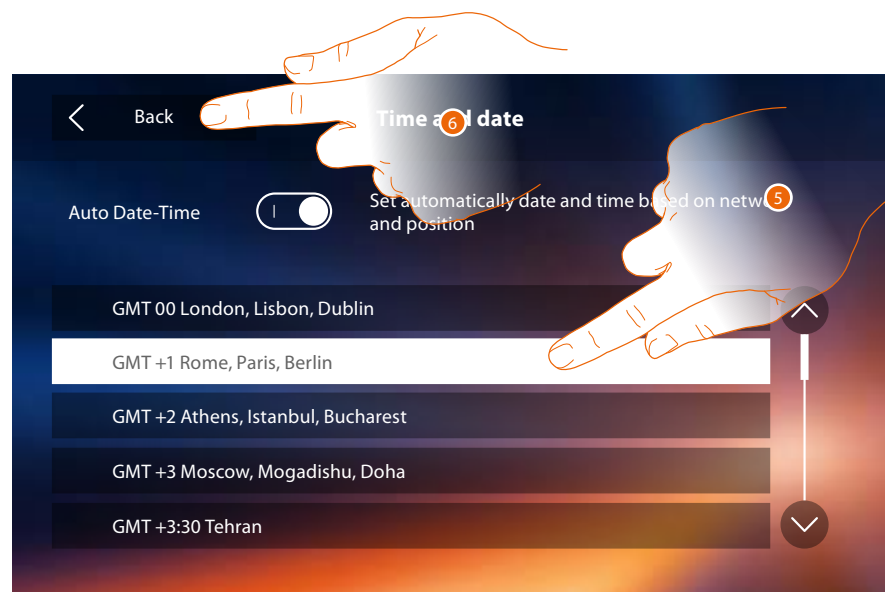 Back
Time a 6 d date
Auto Date-Time
I
Set automatically date and time based on netw 5
and position
GMT 00 London, Lisbon, Dublin
GMT +1 Rome, Paris, Berlin
GMT +2 Athens, Istanbul, Bucharest
GMT +3 Moscow, Mogadishu, Doha
GMT +3:30 Tehran